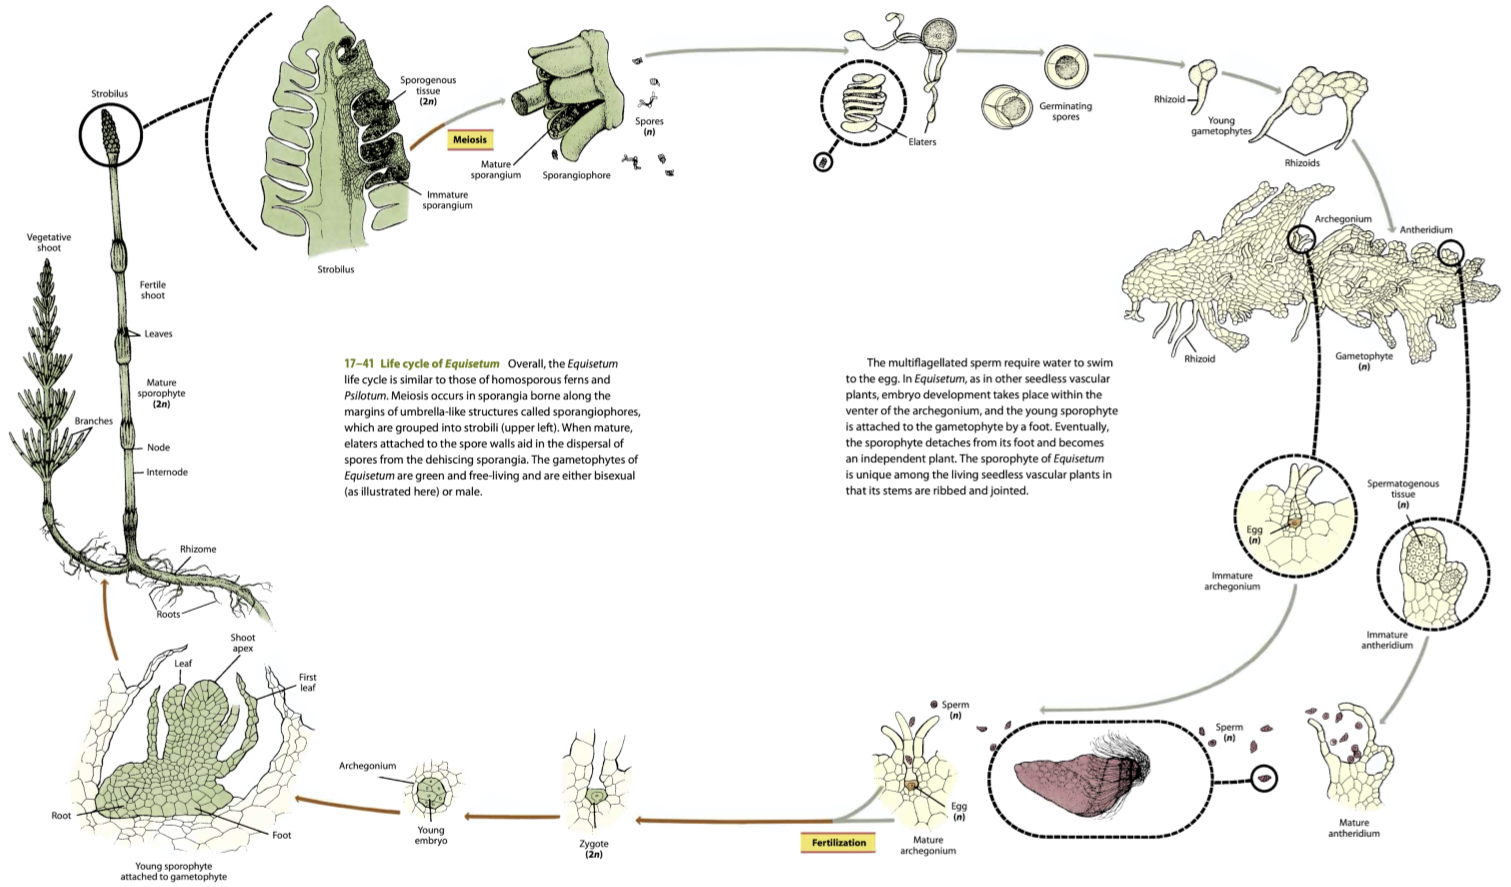 Strobilus
Sporogenous
tissue
(2n)
Meiosis
Mature
sporangium
Sporangiophore
Immature
sporangium
Strobilus
Spores
(n)
Elaters
Germinating
spores
Rhizoid
Young
gametophytes
Rhizoids
Archegonium
Antheridium
Rhizoid
Gametophyte
(n)
Vegetative
shoot
Fertile
shoot
Leaves
Mature
sporophyte
(2n)
Branches
Node
Internode
Rhizome
Roots
17–41 Life cycle of Equisetum Overall, the Equisetum
life cycle is similar to those of homosporous ferns and
Psilotum. Meiosis occurs in sporangia borne along the
margins of umbrella-like structures called sporangiophores,
which are grouped into strobili (upper left). When mature,
elaters attached to the spore walls aid in the dispersal of
spores from the dehiscing sporangia. The gametophytes of
Equisetum are green and free-living and are either bisexual
(as illustrated here) or male.
The multiflagellated sperm require water to swim
to the egg. In Equisetum, as in other seedless vascular
plants, embryo development takes place within the
venter of the archegonium, and the young sporophyte
is attached to the gametophyte by a foot. Eventually,
the sporophyte detaches from its foot and becomes
an independent plant. The sporophyte of Equisetum
is unique among the living seedless vascular plants in
that its stems are ribbed and jointed.
Egg
(n)
Immature
archegonium
Spermatogenous
tissue
(n)
Immature
antheridium
Shoot
apex
Leaf
First
leaf
Root
Foot
Young sporophyte
attached to gametophyte
Archegonium
Young
embryo
Zygote
(2n)
Fertilization
Sperm
(n)
Egg
(n)
Mature
archegonium
Sperm
(n)
Mature
antheridium